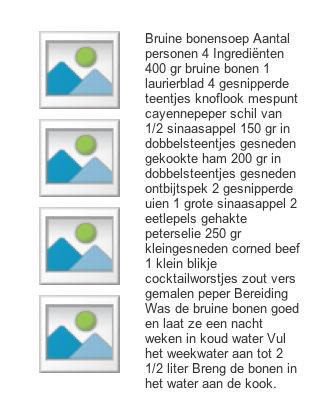 Bruine bonensoep Aantal
personen 4 Ingrediënten
400 gr bruine bonen 1
laurierblad 4 gesnipperde
teentjes knoflook mespunt
cayennepeper schil van
1/2 sinaasappel 150 gr in
dobbelsteentjes gesneden
gekookte ham 200 gr in
dobbelsteentjes gesneden
ontbijtspek 2 gesnipperde
uien 1 grote sinaasappel 2
eetlepels gehakte
peterselie 250 gr
kleingesneden corned beef
1 klein blikje
cocktailworstjes zout vers
gemalen peper Bereiding
Was de bruine bonen goed
en laat ze een nacht
weken in koud water Vul
het weekwater aan tot 2
1/2 liter Breng de bonen in
het water aan de kook.